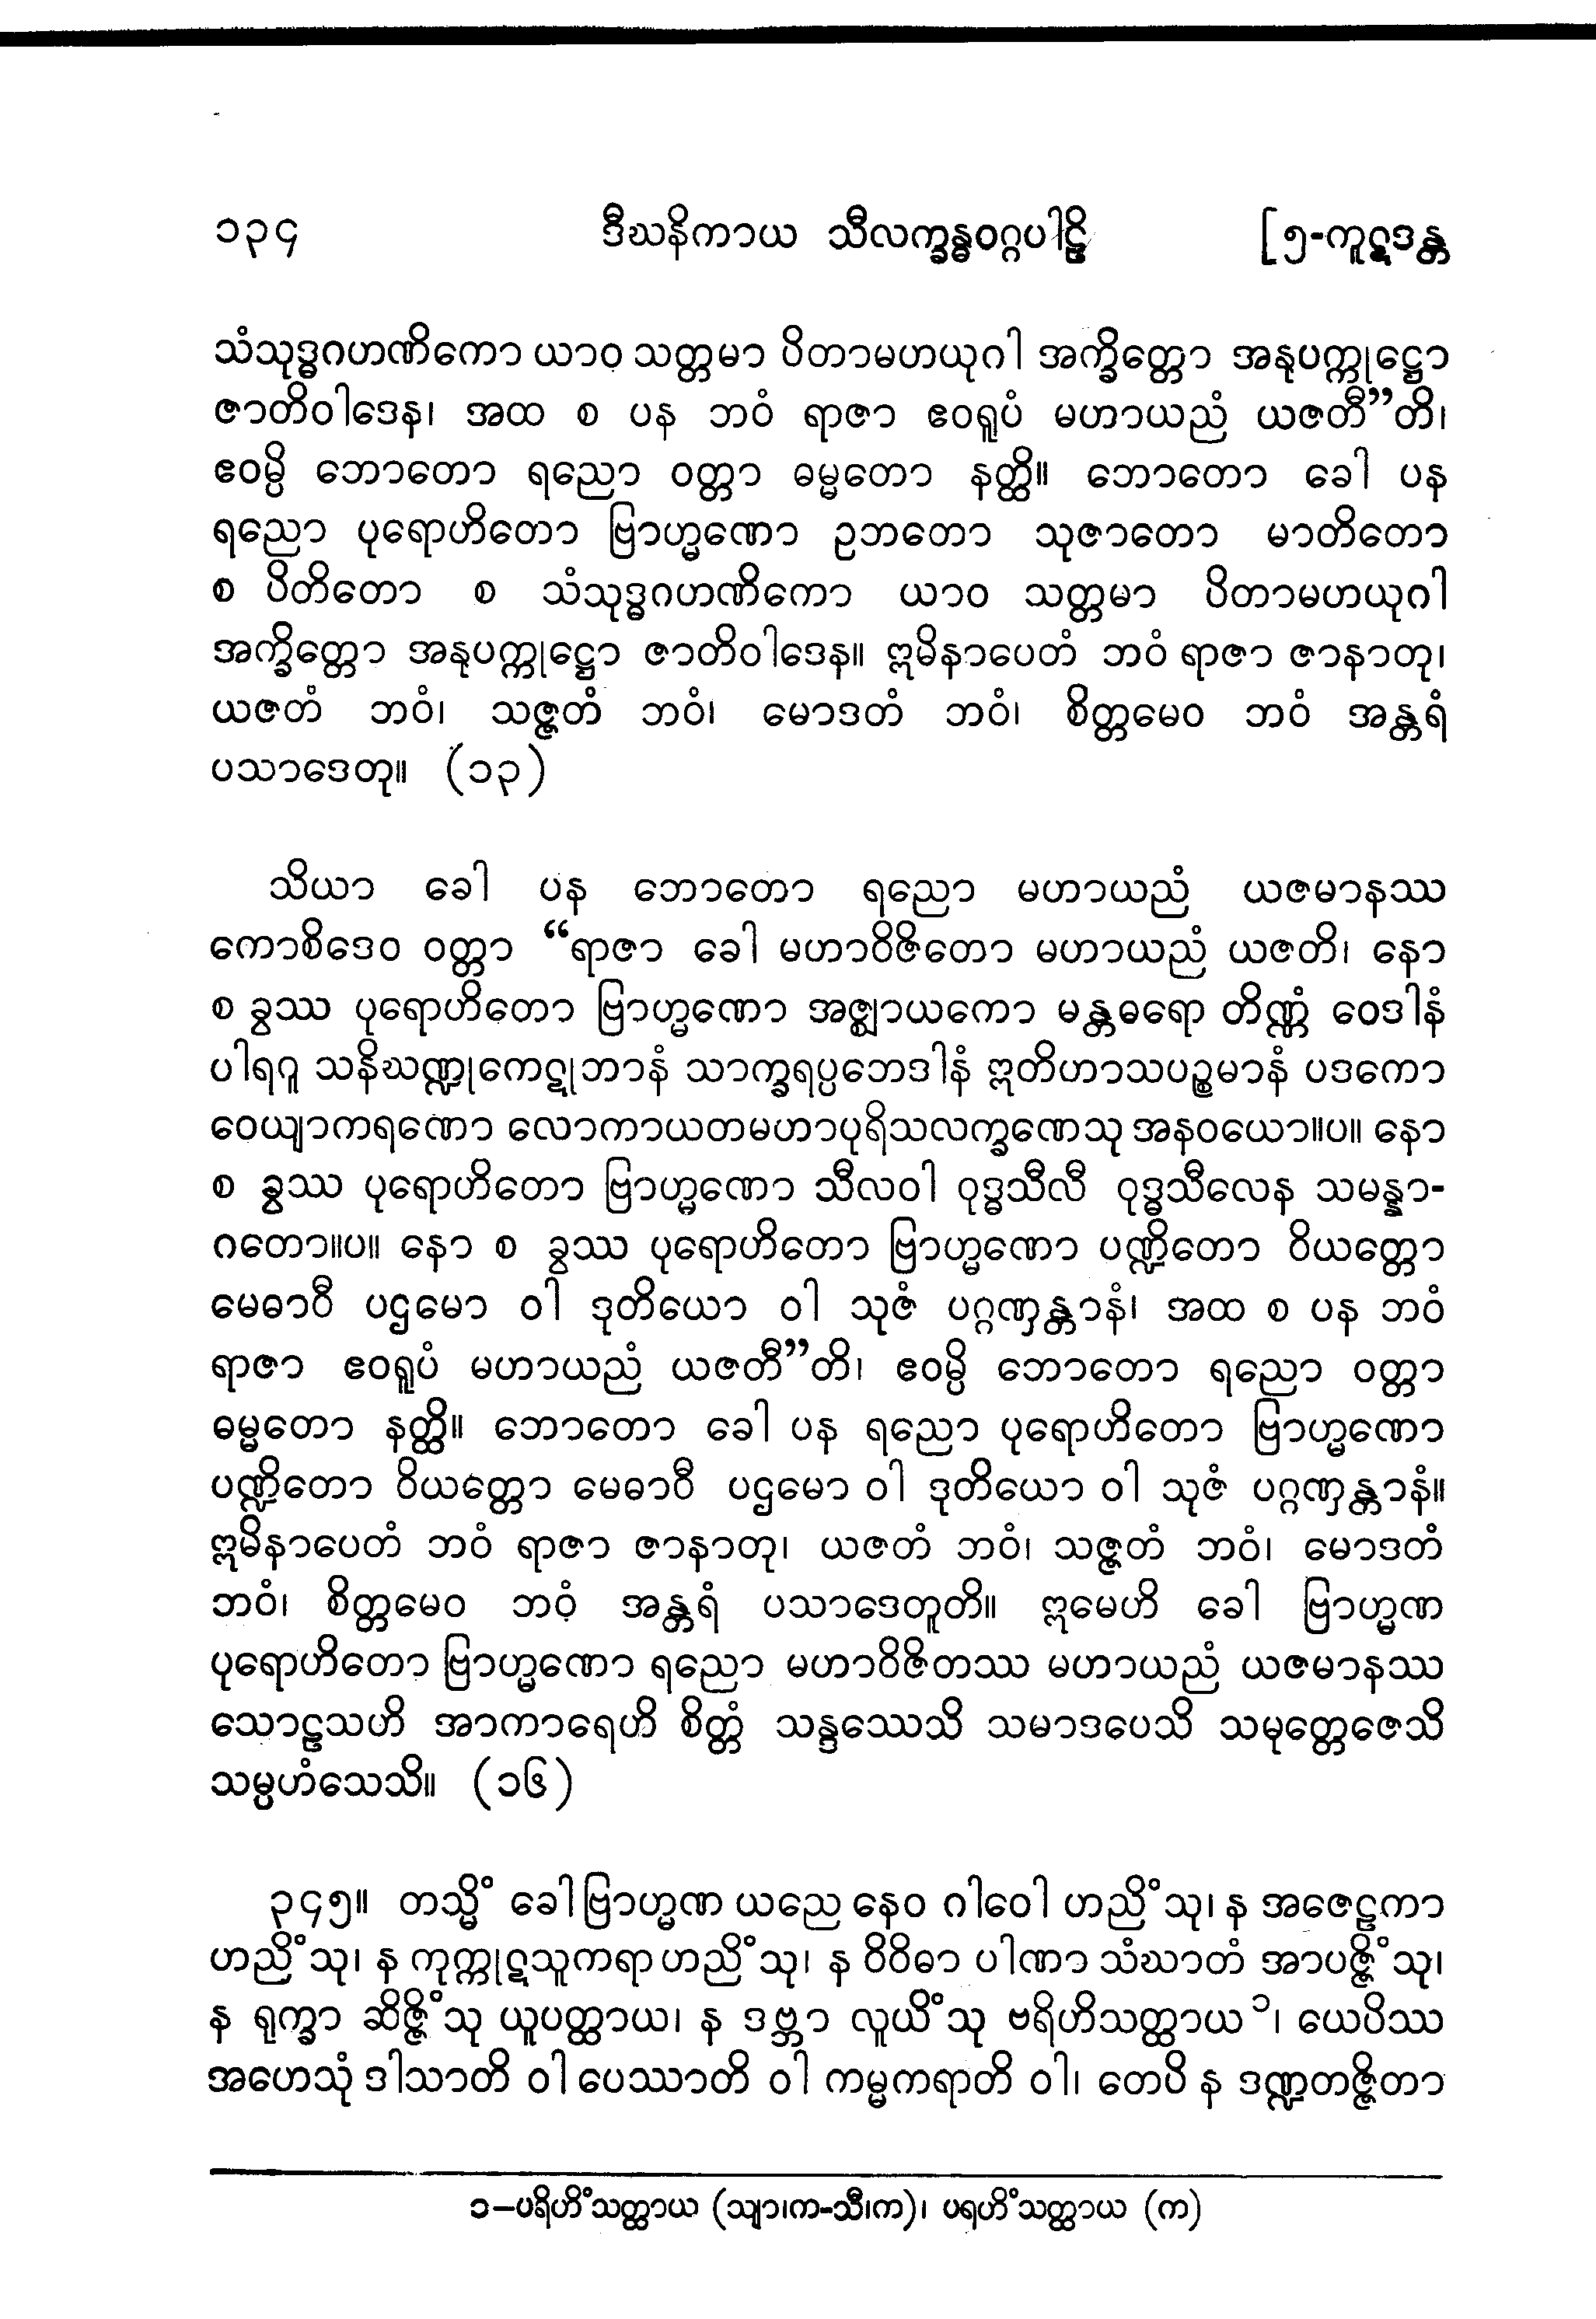 ၁၃၄ ဒီဃနိကာယ သီလက္ခန္ဓဝဂ္ဂပါဠိ [၅-ကူဋဒန္တ
သံသုဒ္ဓဂဟဏိကော ယာဝ သတ္တမာ ပိတာမဟယုဂါ အက္ခိတ္တော အနုပက္ကုဋ္ဌော
ဇာတိဝါဒေန၊ အထ စ ပန ဘဝံ ရာဇာ ဧဝရူပံ မဟာယညံ ယဇတီ”တိ၊
ဧဝမ္ပိ ဘောတော ရညော ဝတ္တာ ဓမ္မတော နတ္ထိ။ ဘောတော ခေါ ပန
ရညော ပုရောဟိတော ဗြာဟ္မဏော ဥဘတော သုဇာတော မာတိတော
စ ပိတိတော စ သံသုဒ္ဓဂဟဏိကော ယာဝ သတ္တမာ ပိတာမဟယုဂါ
အက္ခိတ္တော အနုပက္ကုဋ္ဌော ဇာတိဝါဒေန။ ဣမိနာပေတံ ဘဝံ ရာဇာ ဇာနာတု၊
ယဇတံ ဘဝံ၊ သဇ္ဇတံ ဘဝံ၊ မောဒတံ ဘဝံ၊ စိတ္တမေဝ ဘဝံ အန္တရံ
ပသာဒေတု။ (၁၃)
သိယာ ခေါ ပန ဘောတော ရညော မဟာယညံ ယဇမာနဿ
ကောစိဒေဝ ဝတ္တာ “ရာဇာ ခေါ မဟာဝိဇိတော မဟာယညံ ယဇတိ၊ နော
စ ခွဿ ပုရောဟိတော ဗြာဟ္မဏော အဇ္ဈာယကော မန္တဓရော တိဏ္ဏံ ဝေဒါနံ
ပါရဂူ သနိဃဏ္ဍုကေဋုဘာနံ သာက္ခရပ္ပဘေဒါနံ ဣတိဟာသပဉ္စမာနံ ပဒကော
ဝေယျာကရဏော လောကာယတမဟာပုရိသလက္ခဏေသု အနဝယော။ပ။ နော
စ ခွဿ ပုရောဟိတော ဗြာဟ္မဏော သီလဝါ ဝုဒ္ဓသီလီ ဝုဒ္ဓသီလေန သမန္နာ-
ဂတော။ပ။ နော စ ခွဿ ပုရောဟိတော ဗြာဟ္မဏော ပဏ္ဍိတော ဝိယတ္တော
မေဓာဝီ ပဌမော ဝါ ဒုတိယော ဝါ သုဇံ ပဂ္ဂဏှန္တာနံ၊ အထ စ ပန ဘဝံ
ရာဇာ ဧဝရူပံ မဟာယညံ ယဇတီ”တိ၊ ဧဝမ္ပိ ဘောတော ရညော ဝတ္တာ
ဓမ္မတော နတ္ထိ။ ဘောတော ခေါ ပန ရညော ပုရောဟိတော ဗြာဟ္မဏော
ပဏ္ဍိတော ဝိယတ္တော မေဓာဝီ ပဌမော ဝါ ဒုတိယော ဝါ သုဇံ ပဂ္ဂဏှန္တာနံ။
ဣမိနာပေတံ ဘဝံ ရာဇာ ဇာနာတု၊ ယဇတံ ဘဝံ၊ သဇ္ဇတံ ဘဝံ၊ မောဒတံ
ဘဝံ၊ စိတ္တမေဝ ဘဝံ အန္တရံ ပသာဒေတူတိ။ ဣမေဟိ ခေါ ဗြာဟ္မဏ
ပုရောဟိတော ဗြာဟ္မဏော ရညော မဟာဝိဇိတဿ မဟာယညံ ယဇမာနဿ
သောဠသဟိ အာကာရေဟိ စိတ္တံ သန္ဒဿေသိ သမာဒပေသိ သမုတ္တေဇေသိ
သမ္ပဟံသေသိ။ (၁၆)
၃၄၅။ တသ္မိံ ခေါ ဗြာဟ္မဏ ယညေ နေဝ ဂါဝေါ ဟညိံသု၊ န အဇေဠကာ
ဟညိံသု၊ န ကုက္ကုဋသူကရာ ဟညိံသု၊ န ဝိဝိဓာ ပါဏာ သံဃာတံ အာပဇ္ဇိံသု၊
န ရုက္ခာ ဆိဇ္ဇိံသု ယူပတ္ထာယ၊ န ဒဗ္ဘာ လူယိံသု ဗရိဟိသတ္ထာယ၁၊ ယေပိဿ
အဟေသုံ ဒါသာတိ ဝါ ပေဿာတိ ဝါ ကမ္မကရာတိ ဝါ၊ တေပိ န ဒဏ္ဍတဇ္ဇိတာ
၁–ပရိဟိံသတ္ထာယ (သျာ၊က-သီ၊က)၊ ပရဟိံသတ္ထာယ (က)